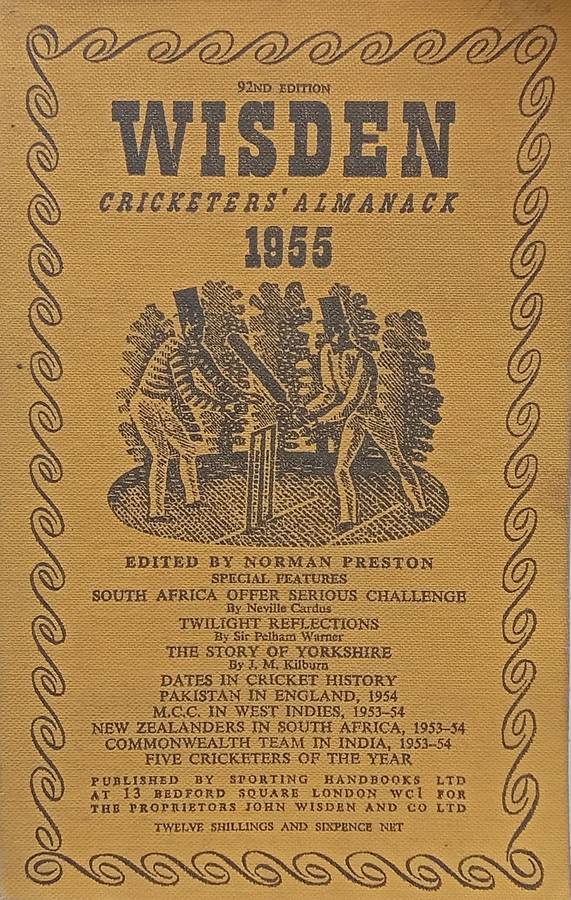 92ND EDITION
WISDEN
CRICKETERS' ALMANACK
1955
EDITED BY NORMAN PRESTON
SPECIAL FEATURES
SOUTH AFRICA OFFER SERIOUS CHALLENGE
By Neville Cardus
TWILIGHT REFLECTIONS
By Sir Pelham Warner
THE STORY OF YORKSHIRE
By J. M. Kilburn
DATES IN CRICKET HISTORY
PAKISTAN IN ENGLAND, 1954
M.C.C. IN WEST INDIES, 1953–54
NEW ZEALANDERS IN SOUTH AFRICA, 1953–54
COMMONWEALTH TEAM IN INDIA, 1953–54
FIVE CRICKETERS OF THE YEAR
PUBLISHED BY SPORTING HANDBOOKS LTD
AT 13 BEDFORD SQUARE LONDON WC1 FOR
THE PROPRIETORS JOHN WISDEN AND CO LTD
TWELVE SHILLINGS AND SIXPENCE NET